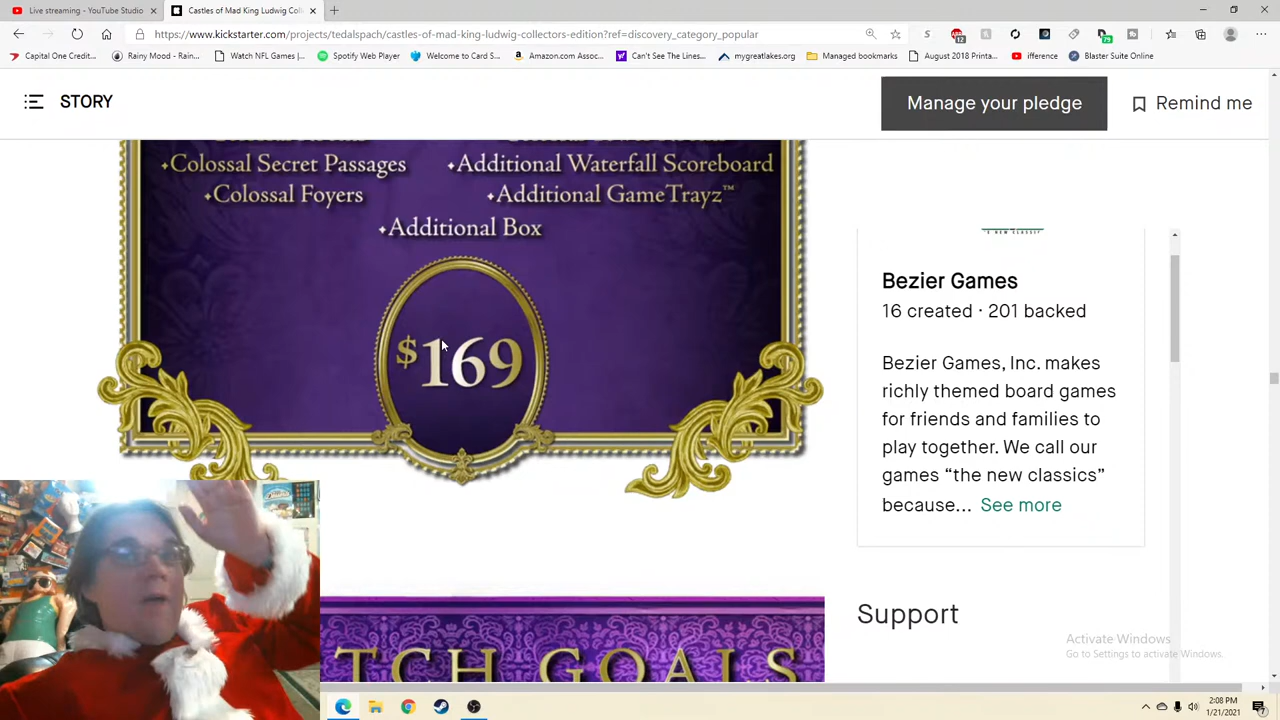 Live streaming - YouTube Studio
Castles of Mad King Ludwig Coll
https://www.kickstarter.com/projects/tedalspach/castles-of-mad-king-ludwig-collectors-edition?ref=discovery_category_popular
12
79
Capital One Credit...
Rainy Mood - Rain...
Watch NFL Games |...
Spotify Web Player
Welcome to Card S...
Amazon.com Assoc...
Can't See The Lines...
mygreatlakes.org
Managed bookmarks
August 2018 Printa...
ifference
Blaster Suite Online
STORY
Manage your pledge
Remind me
Colossal Secret Passages
Additional Waterfall Scoreboard
Colossal Foyers
Additional GameTrayz™
Additional Box
$169
Bezier Games
16 created · 201 backed
Bezier Games, Inc. makes
richly themed board games
for friends and families to
play together. We call our
games “the new classics”
because... See more
Support
TCH GOALS
Activate Windows
Go to Settings to activate Windows.
2:08 PM
1/21/2021
7